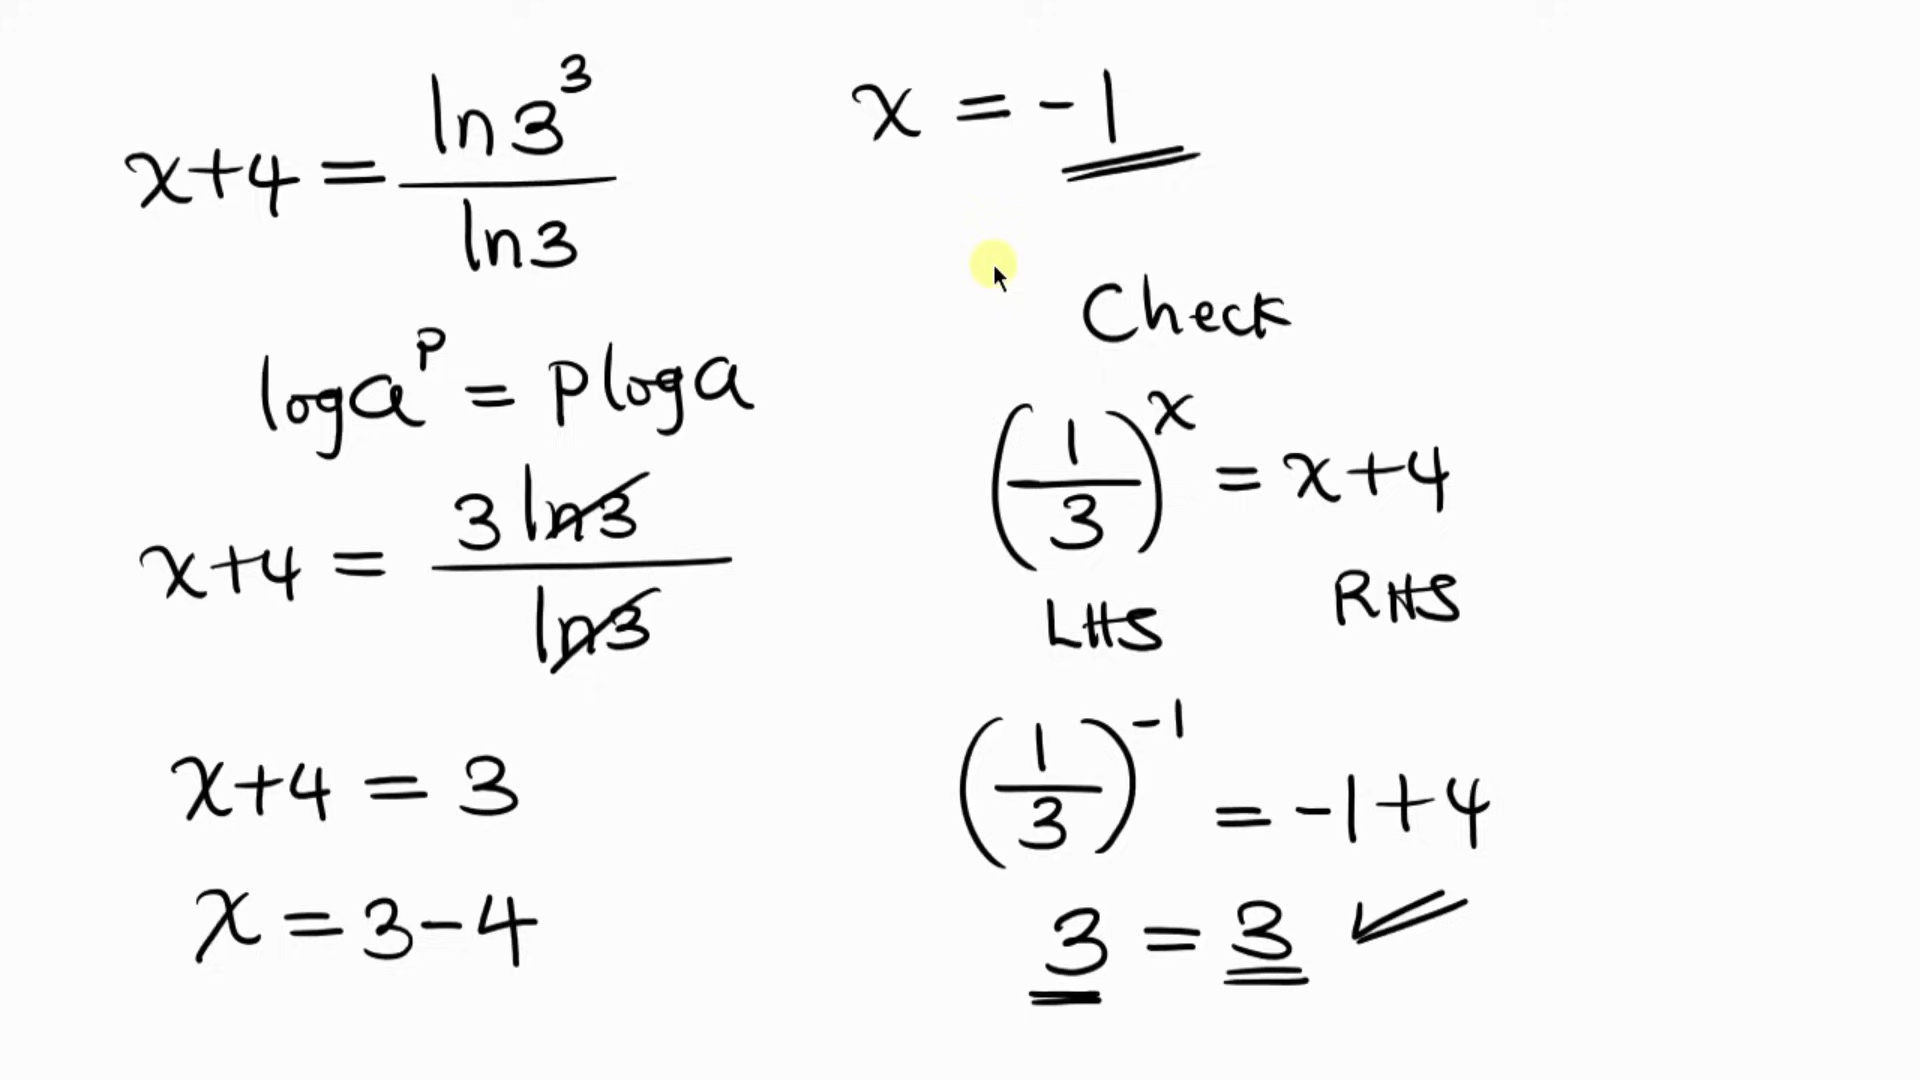 x+4 = ln3³ / ln3
log aᵖ = p log a
x+4 = 3 ln3 / ln3
x+4 = 3
x = 3-4
x = -1
Check
(1/3)ˣ = x+4
LHS RHS
(1/3)⁻¹ = -1+4
3 = 3 ✓